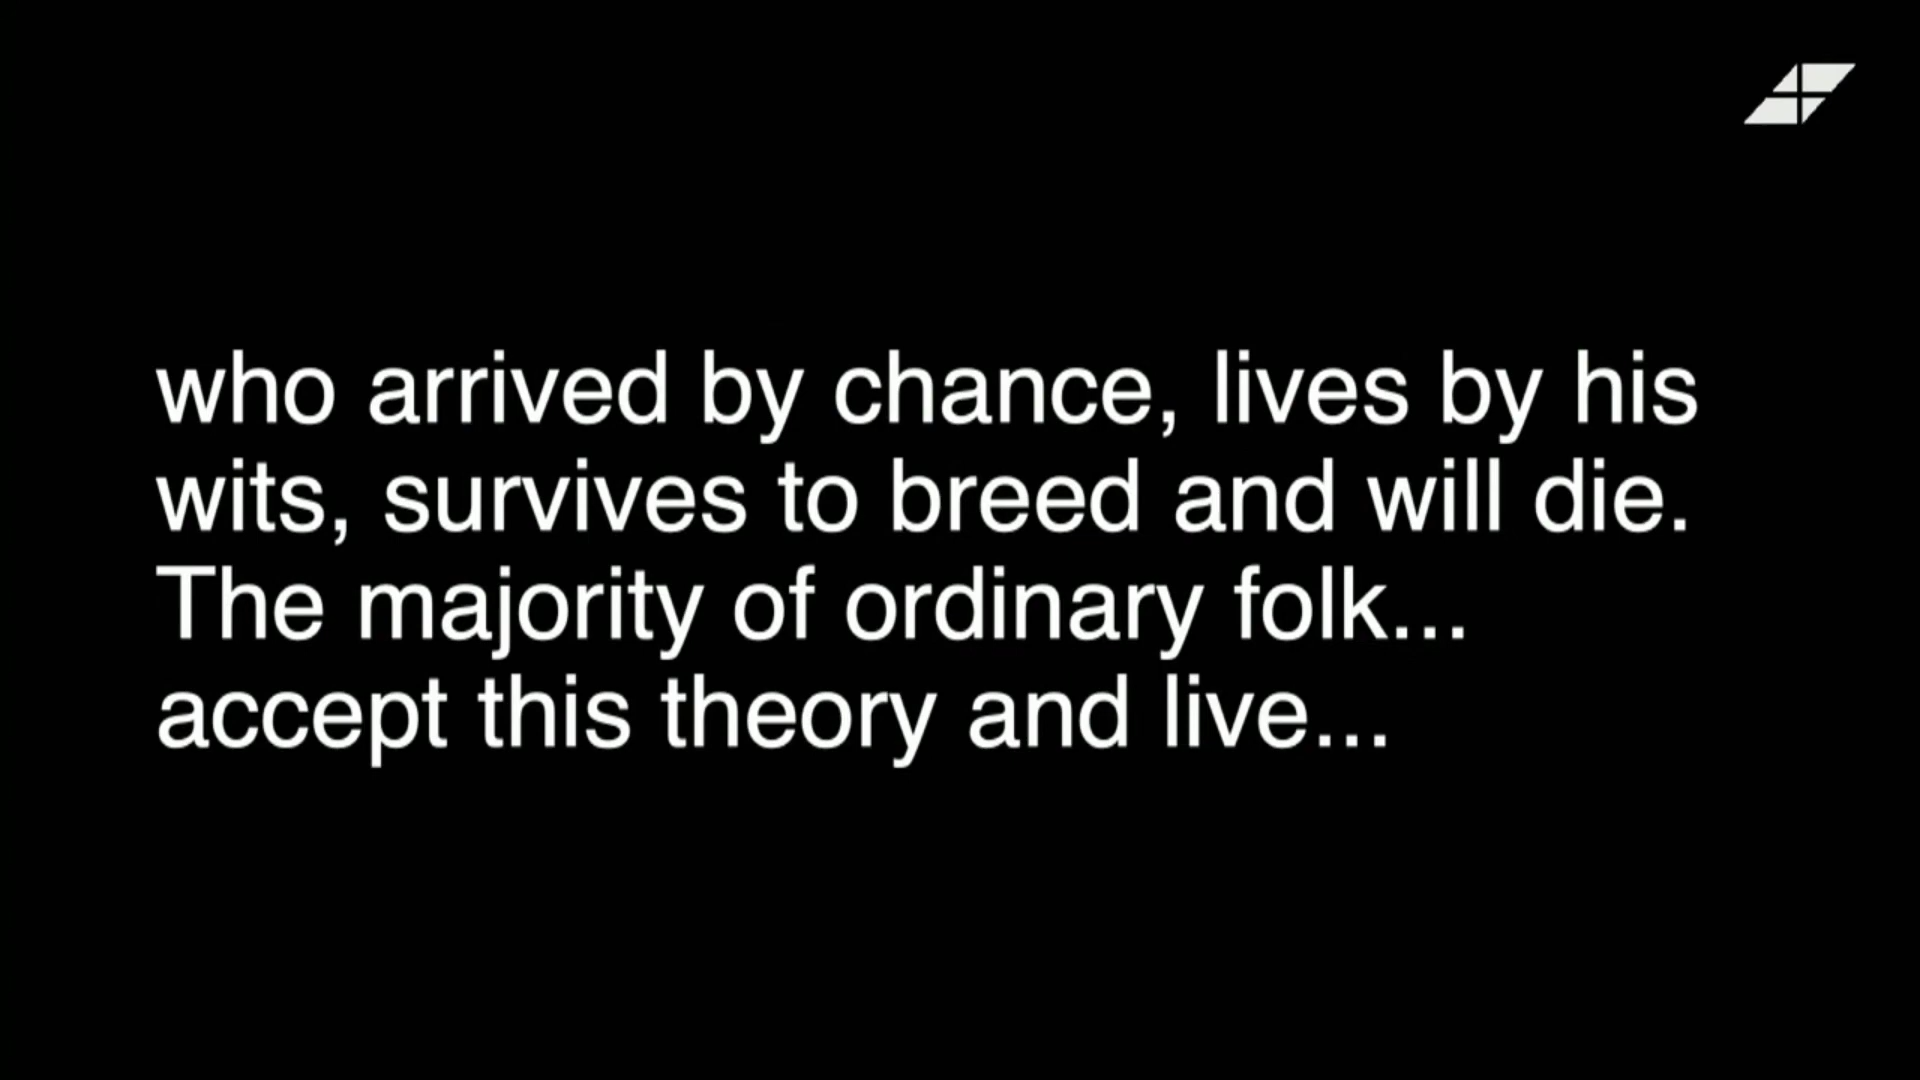 who arrived by chance, lives by his
wits, survives to breed and will die.
The majority of ordinary folk...
accept this theory and live...